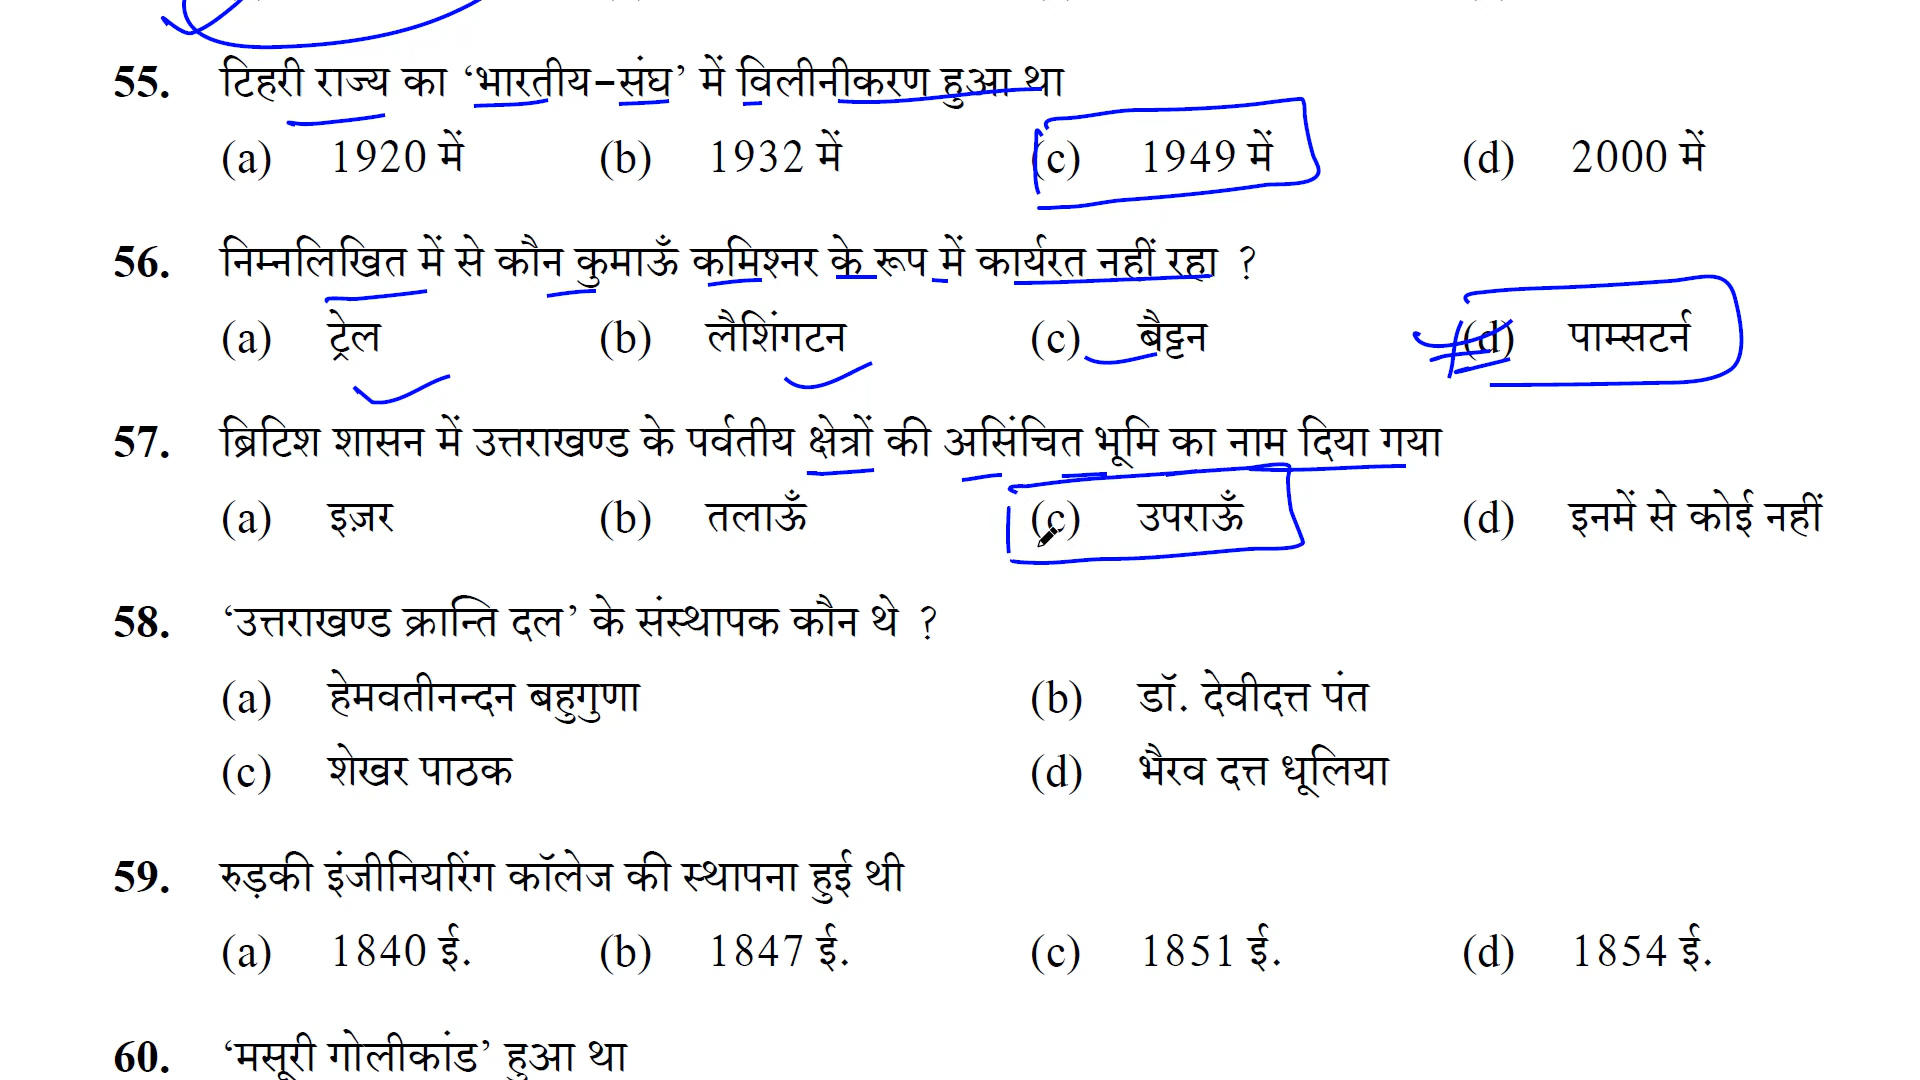 55. टिहरी राज्य का ‘भारतीय-संघ’ में विलीनीकरण हुआ था
(a) 1920 में (b) 1932 में (c) 1949 में (d) 2000 में
56. निम्नलिखित में से कौन कुमाऊँ कमिश्नर के रूप में कार्यरत नहीं रहा ?
(a) ट्रेल (b) लैशिंगटन (c) बैट्टन (d) पाम्सटर्न
57. ब्रिटिश शासन में उत्तराखण्ड के पर्वतीय क्षेत्रों की असिंचित भूमि का नाम दिया गया
(a) इज़र (b) तलाऊँ (c) उपराऊँ (d) इनमें से कोई नहीं
58. ‘उत्तराखण्ड क्रान्ति दल’ के संस्थापक कौन थे ?
(a) हेमवतीनन्दन बहुगुणा (b) डॉ. देवीदत्त पंत
(c) शेखर पाठक (d) भैरव दत्त धूलिया
59. रुड़की इंजीनियरिंग कॉलेज की स्थापना हुई थी
(a) 1840 ई. (b) 1847 ई. (c) 1851 ई. (d) 1854 ई.
60. ‘मसूरी गोलीकांड’ हुआ था